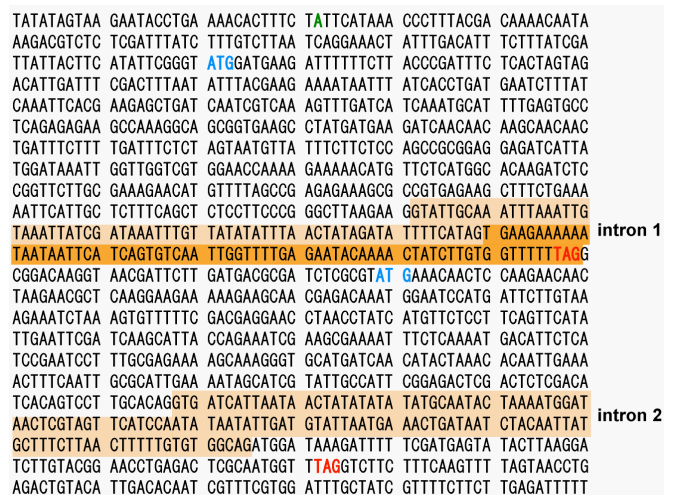 TATATAGTAA GAATACCTGA AAACACTTTC TATTCATAAA CCCTTTACGA CAAAACAATA
AAGACGTCTC TCGATTTATC TTTGTCTTAA TCAGGAAACT ATTTGACATT TCTTTATCGA
TTATTACTTC ATATTCGGGT ATGGATGAAG ATTTTTTCTT ACCCGATTTC TCACTAGTAG
ACATTGATTT CGACTTTAAT ATTTACGAAG AAAATAATTT ATCACCTGAT GAATCTTTAT
CAAATTCACG AAGAGCTGAT CAATCGTCAA AGTTTGATCA TCAAATGCAT TTTGAGTGCC
TCAGAGAGAA GCCAAAGGCA GCGGTGAAGC CTATGATGAA GATCAACAAC AAGCAACAAC
TGATTTCTTT TGATTTCTCT AGTAATGTTA TTTCTTCTCC AGCCGCGGAG GAGATCATTA
TGGATAAATT GGTTGGTCGT GGAACCAAAA GAAAAACATG TTCTCATGGC ACAAGATCTC
CGGTTCTTGC GAAAGAACAT GTTTTAGCCG AGAGAAAGCG CCGTGAGAAG CTTTCTGAAA
AATTCATTGC TCTTTCAGCT CTCCTTCCCG GGCTTAAGAA GGTATTGCAA ATTTAAATTG
TAAATTATCG ATAAATTTGT TATATATTTA ACTATAGATA TTTTCATAGT GAAGAAAAAA
TAATAATTCA TCAGTGTCAA TTGGTTTTGA GAATACAAAA CTATCTTGTG GTTTTTTAGG
CGGACAAGGT AACGATTCTT GATGACGCGA TCTCGCGTAT GAAACAACTC CAAGAACAAC
TAAGAACGCT CAAGGAAGAA AAAGAAGCAA CGAGACAAAT GGAATCCATG ATTCTTGTAA
AGAAATCTAA AGTGTTTTTC GACGAGGAAC CTAACCTATC ATGTTCTCCT TCAGTTCATA
TTGAATTCGA TCAAGCATTA CCAGAAATCG AAGCGAAAAT TTCTCAAAAT GACATTCTCA
TCCGAATCCT TTGCGAGAAA AGCAAAGGGT GCATGATCAA CATACTAAAC ACAATTGAAA
ACTTTCAATT GCGCATTGAA AATAGCATCG TATTGCCATT CGGAGACTCG ACTCTCGACA
TCACAGTCCT TGCACAGGTG ATCATTAATA ACTATATATA TATGCAATAC TAAAATGGAT
AACTCGTAGT TCATCCAATA TAATATTGAT GTATTAATGA AACTGATAAT CTACAATTAT
GCTTTCTTAAC CTTTTTGTGT GGCAGATGGA TAAAGATTTT TCGATGAGTA TACTTAAGGA
TCTTGTACGG AACCTGAGAC TCGCAATGGT TTAGGTCTTC TTTCAAGTTT TAGTAACCTG
AGACTGTACA TTGACACAAT CGTTTCGTGG ATTTGCTATC GTTTTCTTCT TGAGATTTTT
intron 1
intron 2